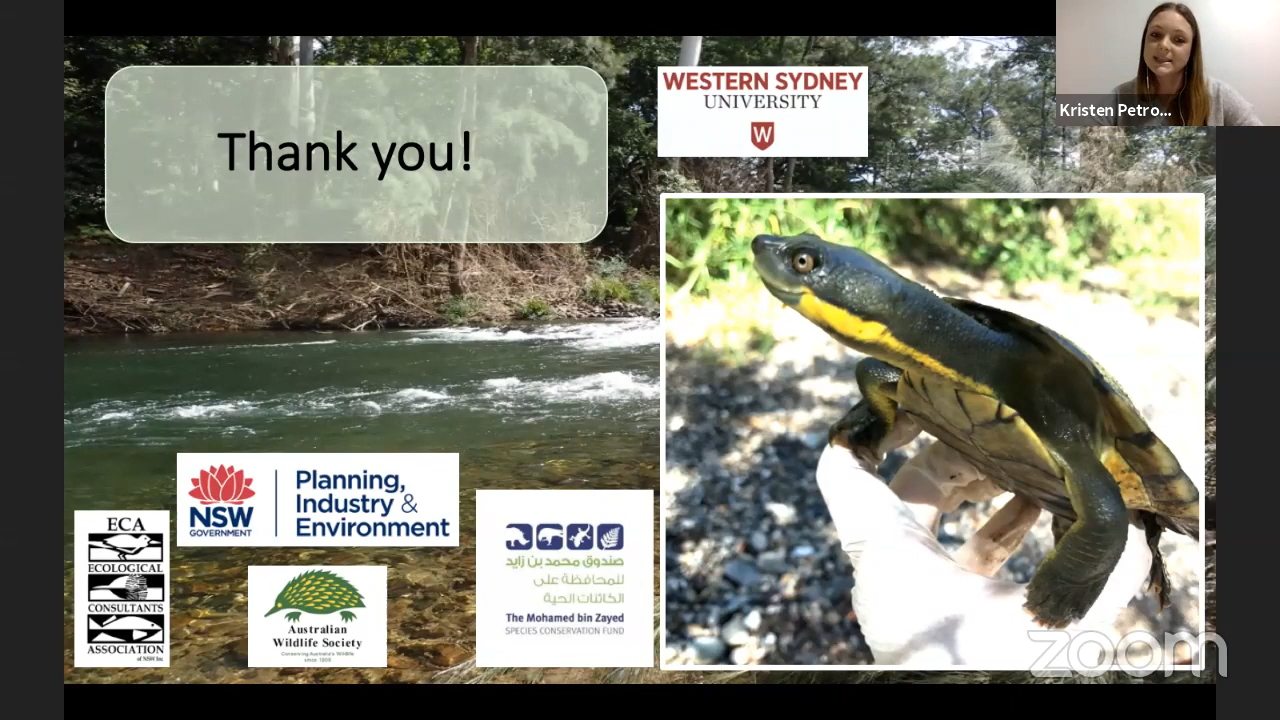 Thank you!
WESTERN SYDNEY
UNIVERSITY
W
Kristen Petro...
NSW
GOVERNMENT
Planning,
Industry &
Environment
ECA
ECOLOGICAL
CONSULTANTS
ASSOCIATION
of NSW Inc
Australian
Wildlife Society
Conserving Australia's Wildlife
since 1909
صندوق محمد بن زايد
للمحافظة على
الكائنات الحية
The Mohamed bin Zayed
SPECIES CONSERVATION FUND
zoom